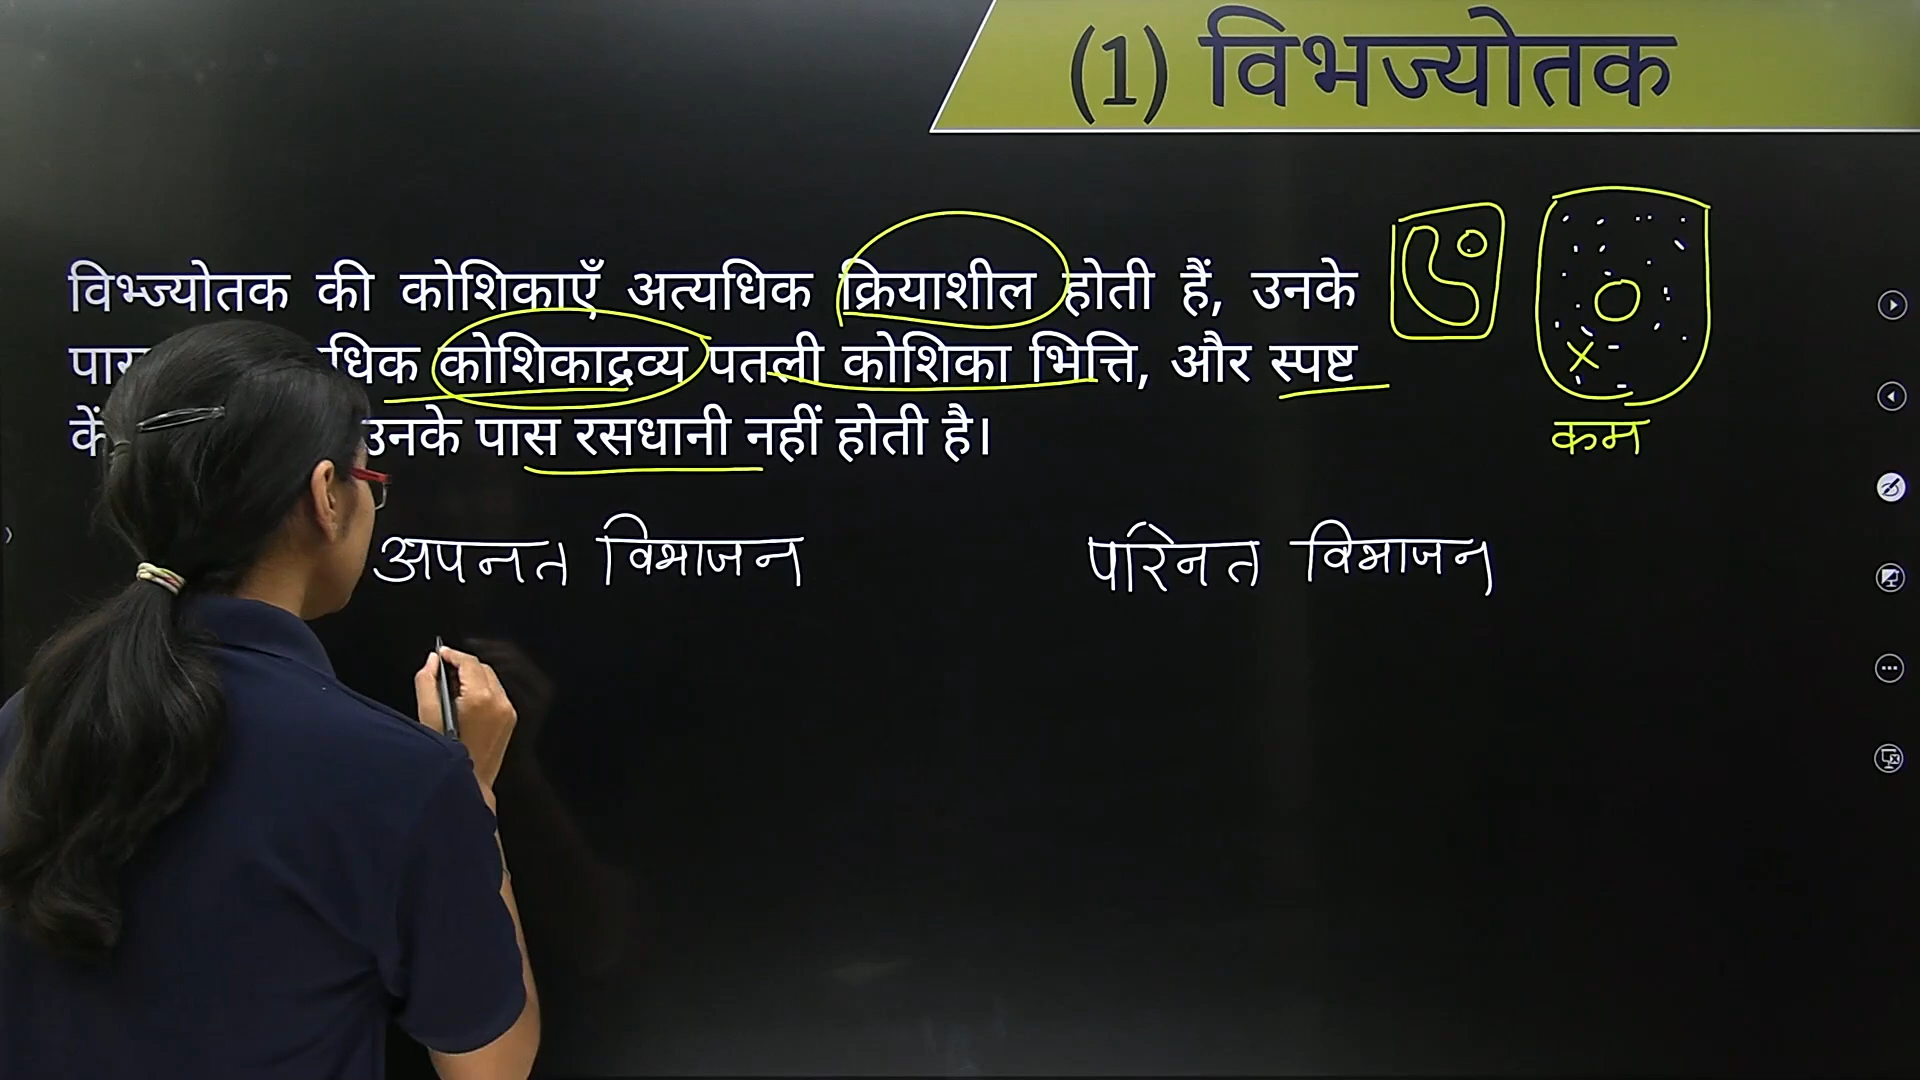 (1) विभज्योतक
विभ्ज्योतक की कोशिकाएँ अत्यधिक क्रियाशील होती हैं, उनके
कोशिकाद्रव्य पतली कोशिका भित्ति, और स्पष्ट
उनके पास रसधानी नहीं होती है।
कम
अपनत विभाजन परिनत विभाजन